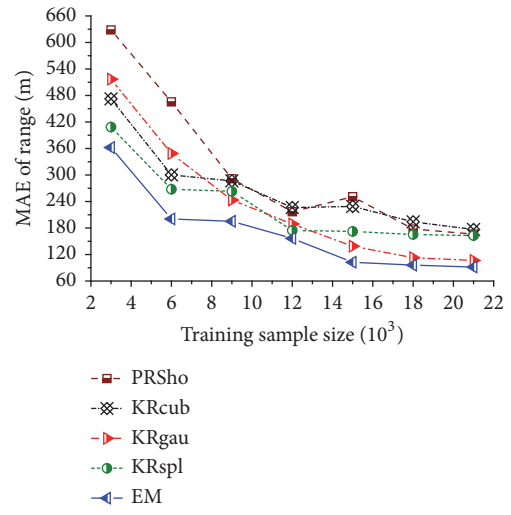 660
600
540
480
420
360
300
240
180
120
60
MAE of range (m)
2 4 6 8 10 12 14 16 18 20 22
Training sample size (10³)
PRSho
KRcub
KRgau
KRspl
EM